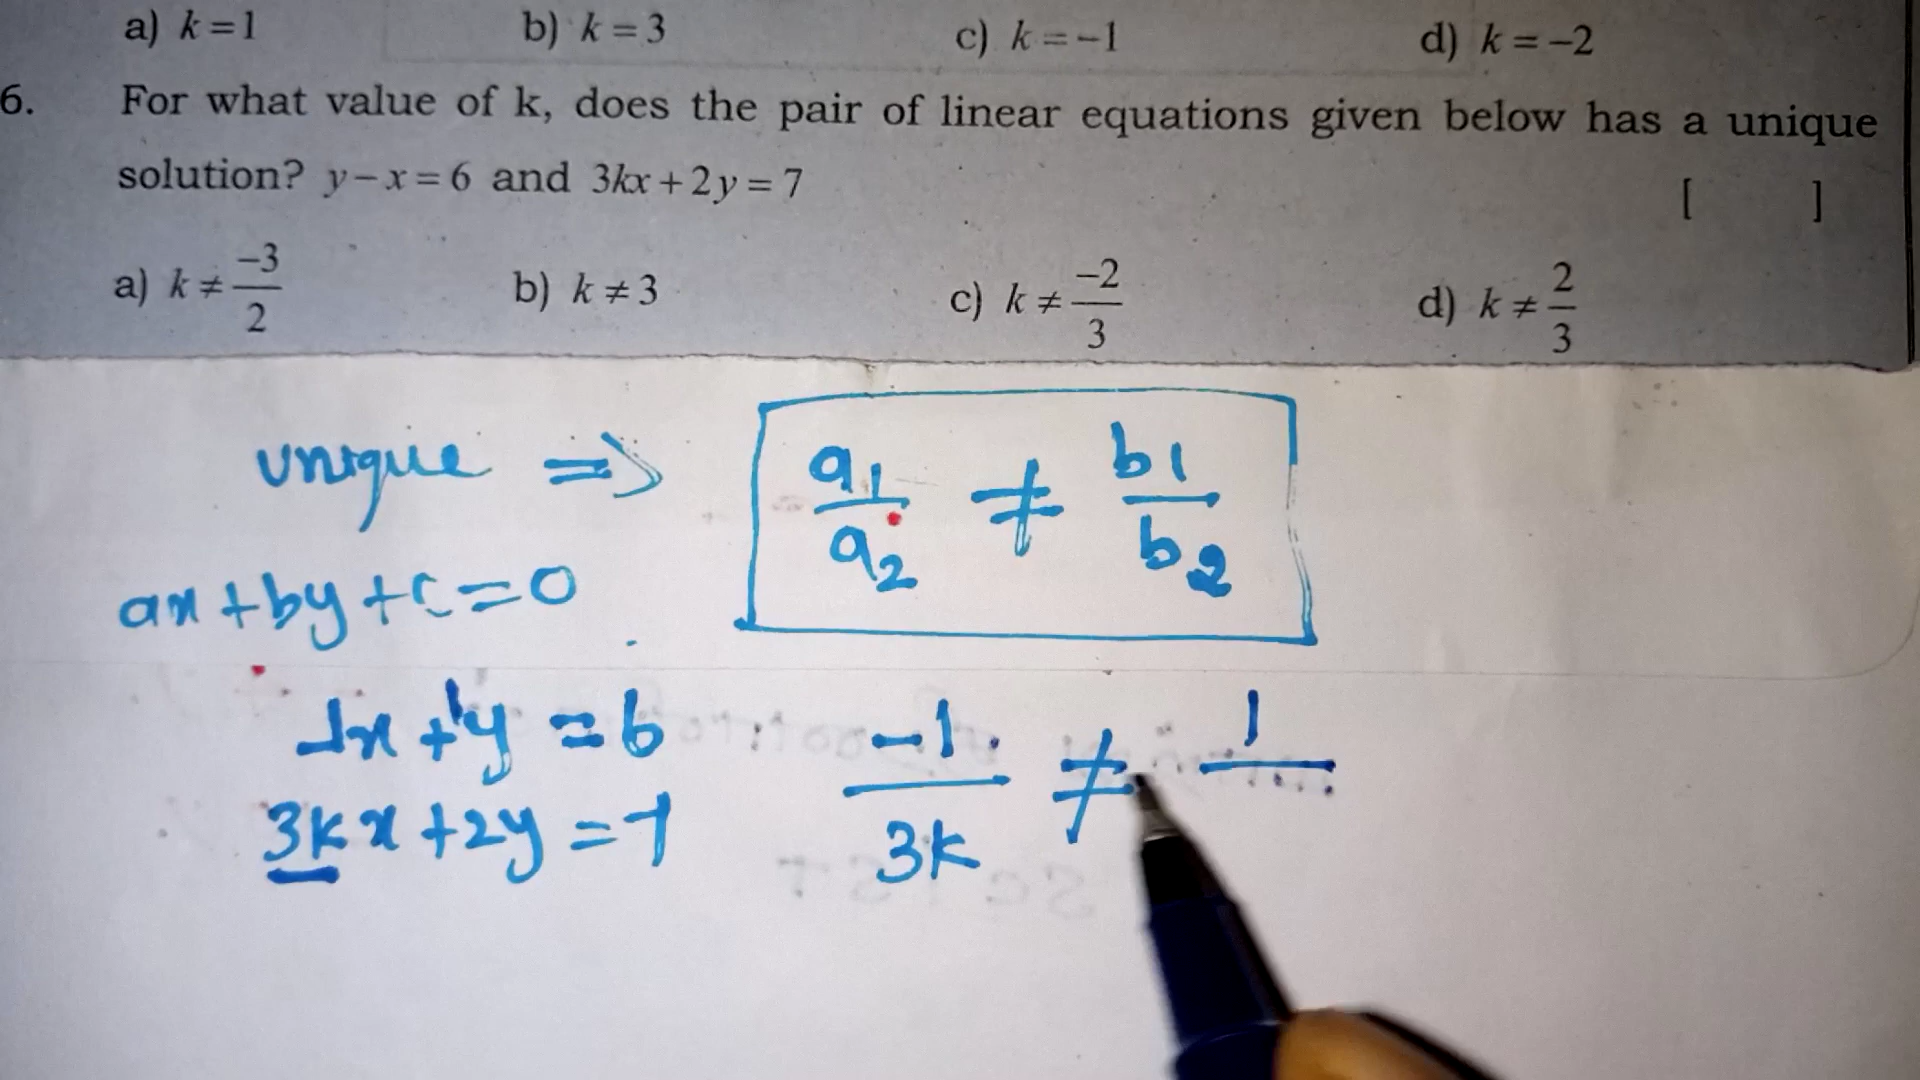 a) k = 1 b) k = 3 c) k = −1 d) k = −2
6. For what value of k, does the pair of linear equations given below has a unique
solution? y − x = 6 and 3kx + 2y = 7 [ ]
a) k ≠ −3/2 b) k ≠ 3 c) k ≠ −2/3 d) k ≠ 2/3
unique ⇒ a1/a2 ≠ b1/b2
ax + by + c = 0
-1x + 1y = 6
3kx + 2y = 7
-1/3k ≠ 1/